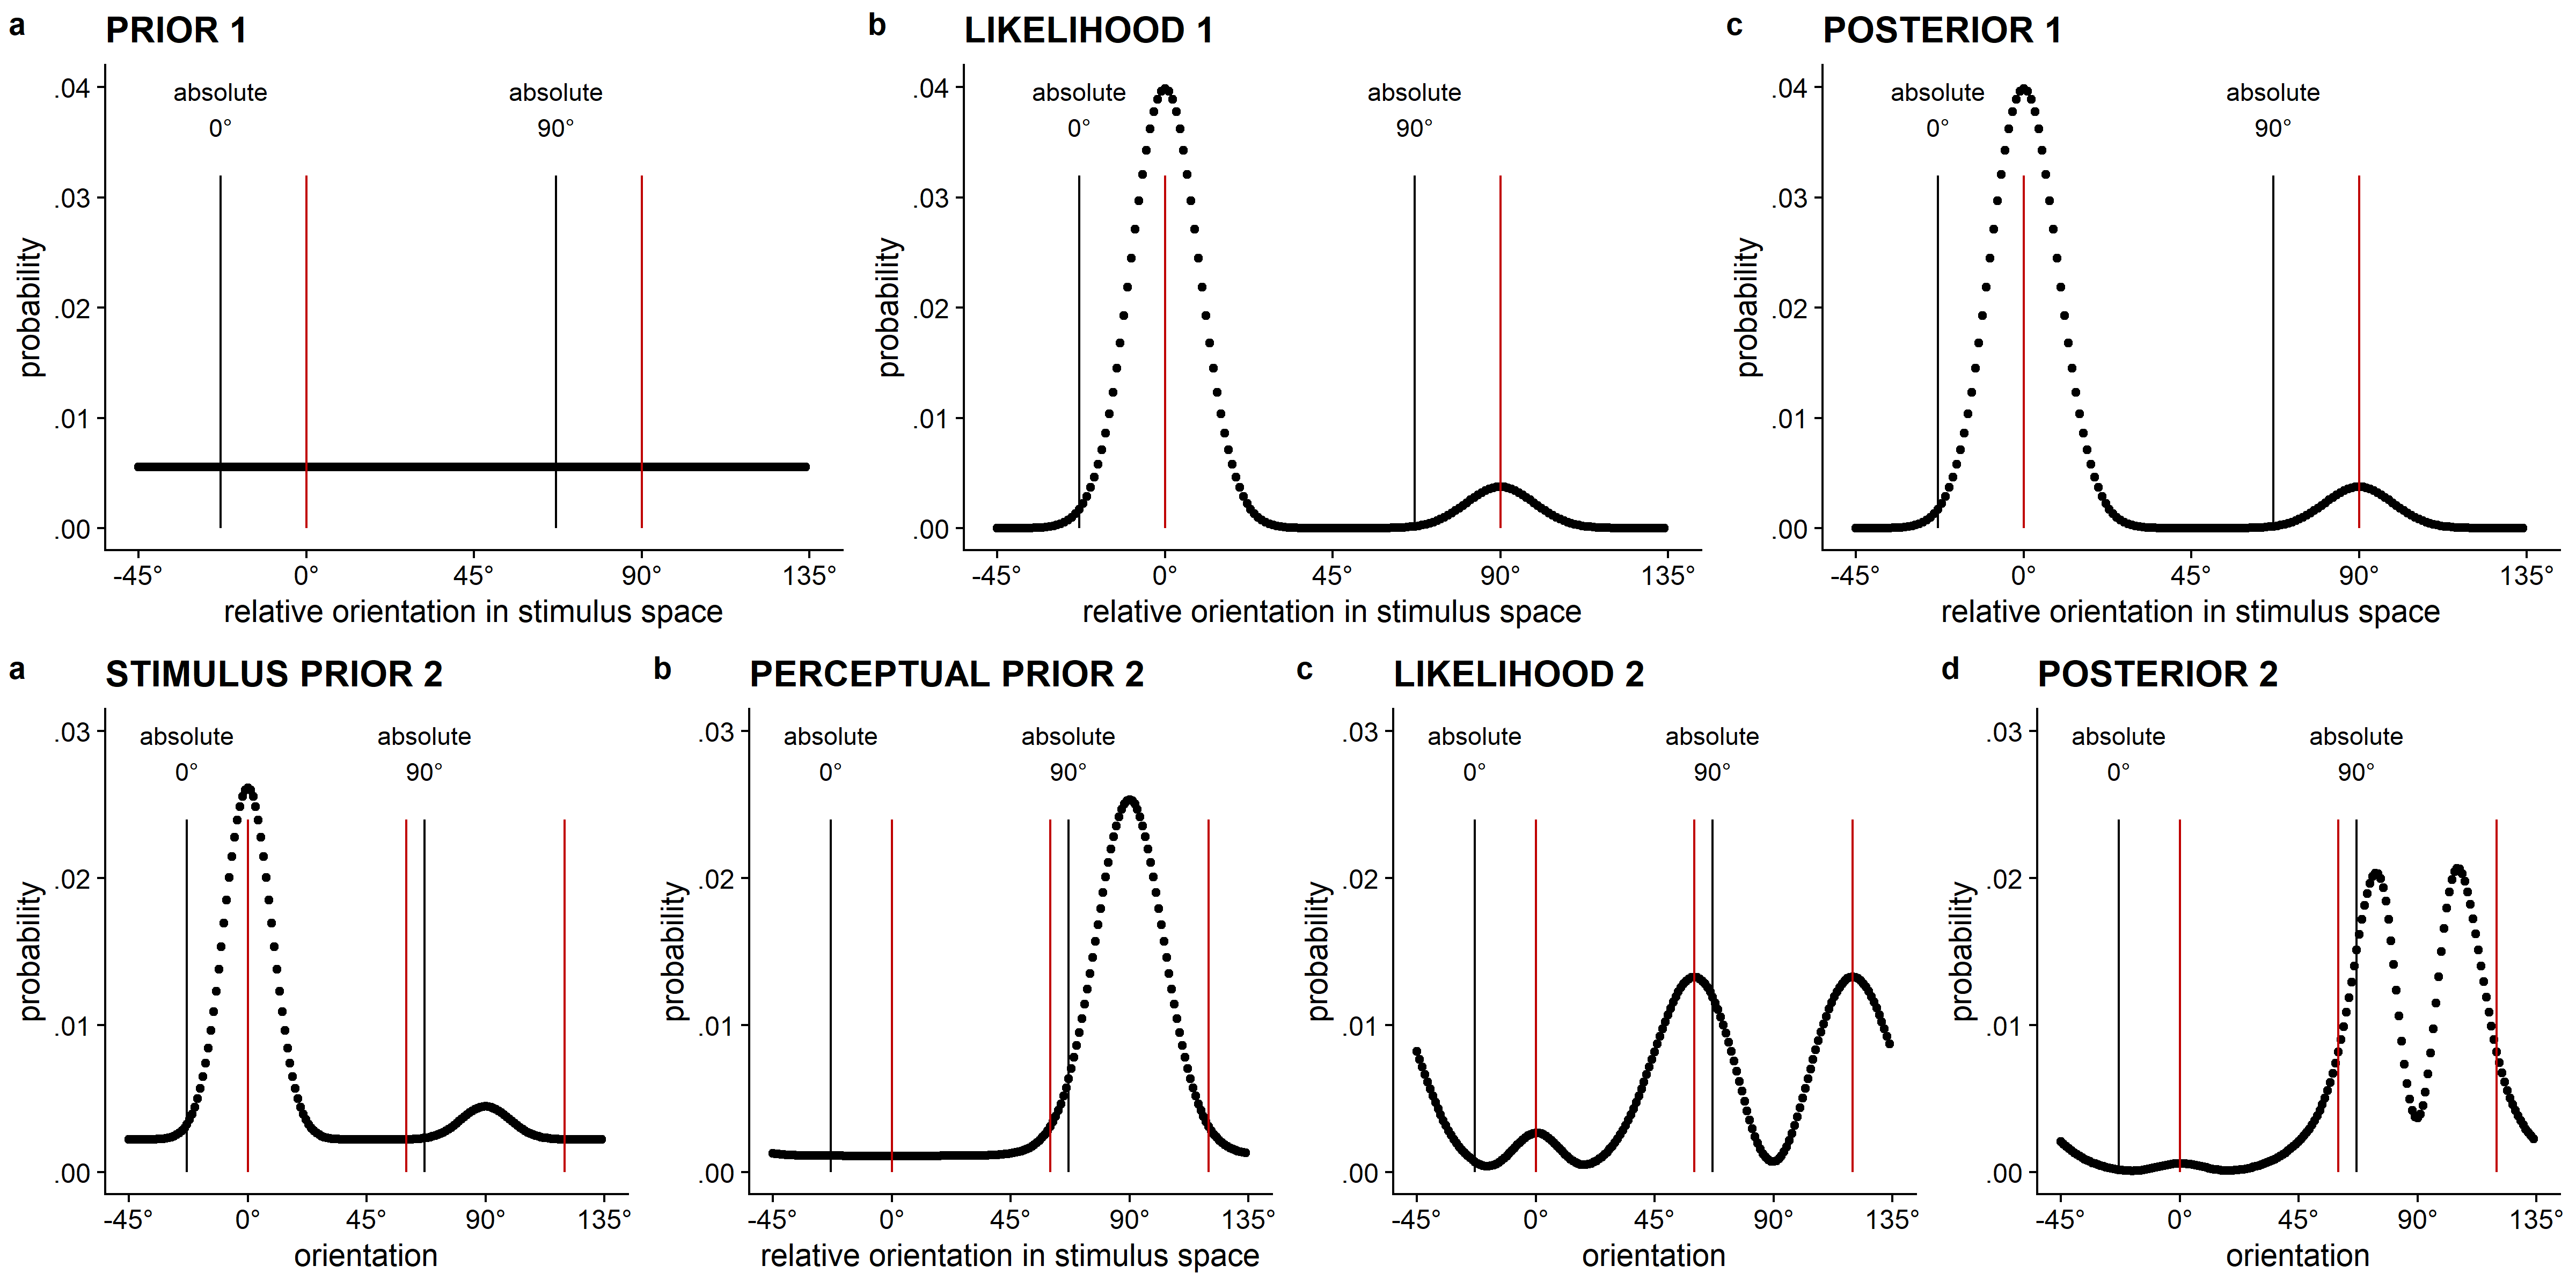 a PRIOR 1
absolute
0°
absolute
90°
.04
.03
.02
.01
.00
probability
-45° 0° 45° 90° 135°
relative orientation in stimulus space
b LIKELIHOOD 1
absolute
0°
absolute
90°
.04
.03
.02
.01
.00
probability
-45° 0° 45° 90° 135°
relative orientation in stimulus space
c POSTERIOR 1
absolute
0°
absolute
90°
.04
.03
.02
.01
.00
probability
-45° 0° 45° 90° 135°
relative orientation in stimulus space
a STIMULUS PRIOR 2
absolute
0°
absolute
90°
.03
.02
.01
.00
probability
-45° 0° 45° 90° 135°
orientation
b PERCEPTUAL PRIOR 2
absolute
0°
absolute
90°
.03
.02
.01
.00
probability
-45° 0° 45° 90° 135°
relative orientation in stimulus space
c LIKELIHOOD 2
absolute
0°
absolute
90°
.03
.02
.01
.00
probability
-45° 0° 45° 90° 135°
orientation
d POSTERIOR 2
absolute
0°
absolute
90°
.03
.02
.01
.00
probability
-45° 0° 45° 90° 135°
orientation